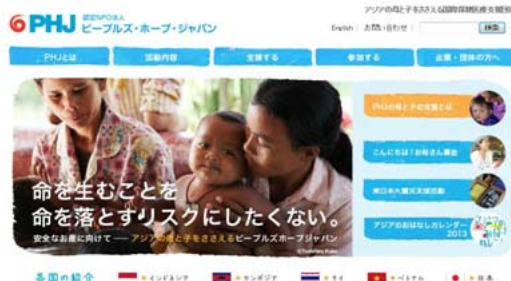 アジアの母と子をささえる国際保健医療支援団
PHJ 認定NPO法人
ピープルズ・ホープ・ジャパン
English お問い合わせ 検索
PHJとは 活動内容 支援する 参加する 企業・団体の方へ
PHJの母と子の支援とは
こんにちは！お母さん募金
東日本大震災支援活動
アジアのおはなしカレンダー
2013
命を生むことを
命を落とすリスクにしたくない。
安全なお産に向けて ── アジアの母と子をささえるピープルズホープジャパン
各国の紹介 インドネシア カンボジア タイ ベトナム 日本